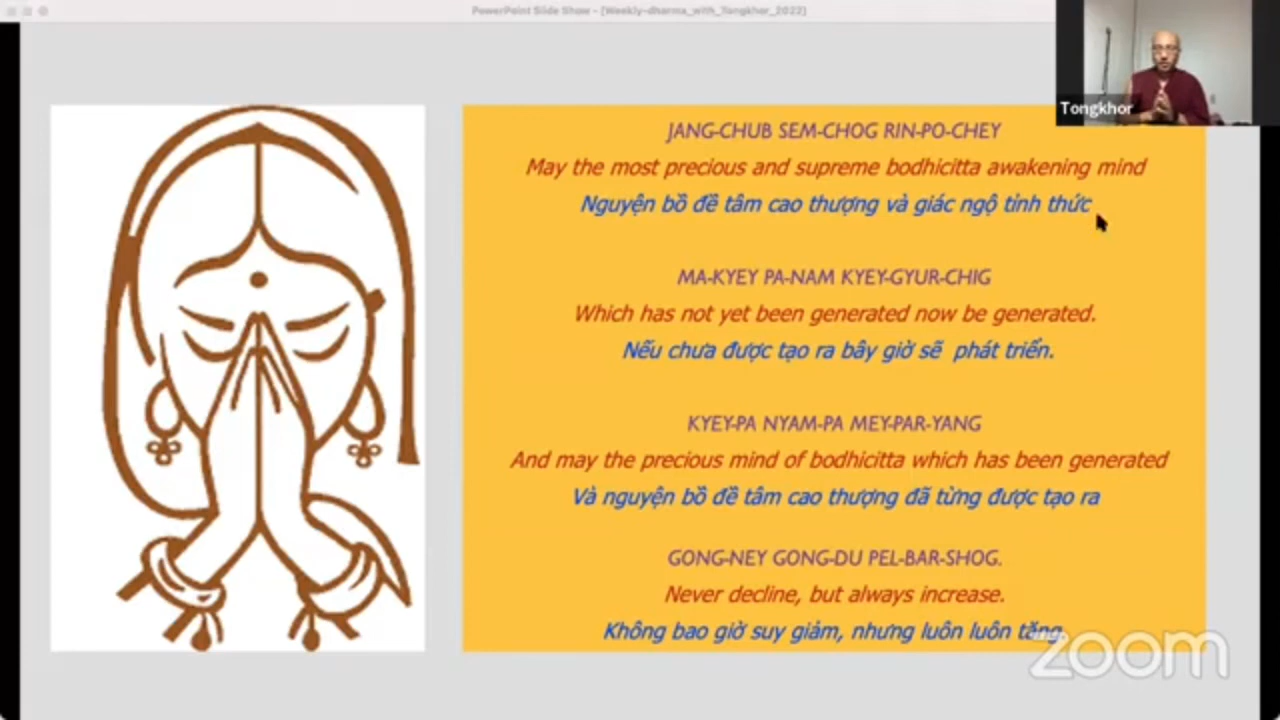 PowerPoint Slide Show - [Weekly-dharma_with_Tongkhor_2022]
Tongkhor
JANG-CHUB SEM-CHOG RIN-PO-CHEY
May the most precious and supreme bodhicitta awakening mind
Nguyện bồ đề tâm cao thượng và giác ngộ tỉnh thức
MA-KYEY PA-NAM KYEY-GYUR-CHIG
Which has not yet been generated now be generated.
Nếu chưa được tạo ra bây giờ sẽ phát triển.
KYEY-PA NYAM-PA MEY-PAR-YANG
And may the precious mind of bodhicitta which has been generated
Và nguyện bồ đề tâm cao thượng đã từng được tạo ra
GONG-NEY GONG-DU PEL-BAR-SHOG.
Never decline, but always increase.
Không bao giờ suy giảm, nhưng luôn luôn tăng.
zoom